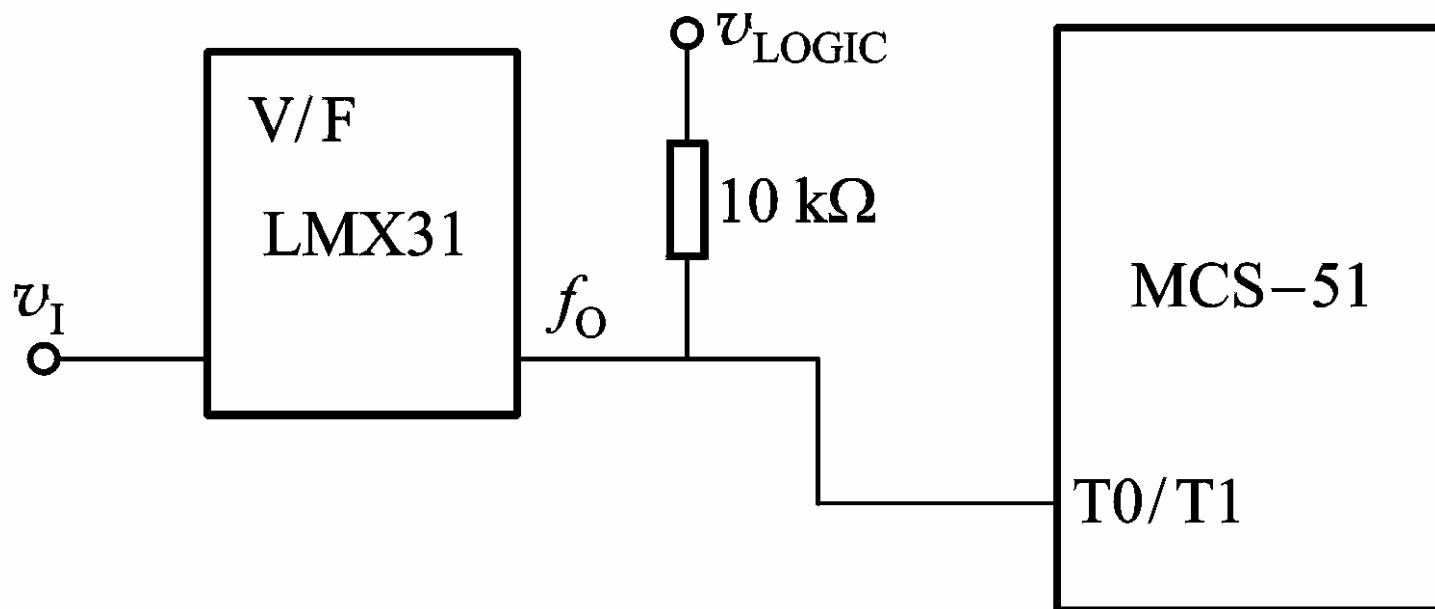 v_LOGIC
V/F
LMX31
10 kΩ
v_I
f_O
MCS-51
T0/T1